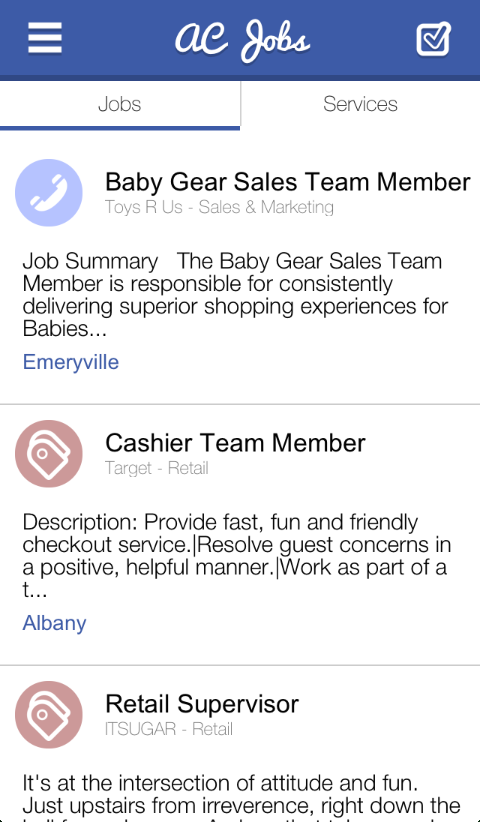 AC Jobs
Jobs
Services
Baby Gear Sales Team Member
Toys R Us - Sales & Marketing
Job Summary   The Baby Gear Sales Team
Member is responsible for consistently
delivering superior shopping experiences for
Babies...
Emeryville
Cashier Team Member
Target - Retail
Description: Provide fast, fun and friendly
checkout service.|Resolve guest concerns in
a positive, helpful manner.|Work as part of a
t...
Albany
Retail Supervisor
ITSUGAR - Retail
It's at the intersection of attitude and fun.
Just upstairs from irreverence, right down the